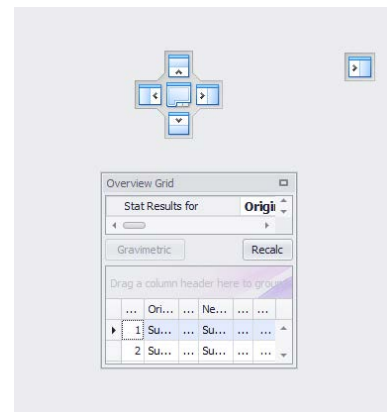 Overview Grid
Stat Results for Origi
Gravimetric Recalc
Drag a column header here to group
... Ori... ... Ne... ... ...
1 Su... ... Su... ... ...
2 Su... ... Su... ... ...